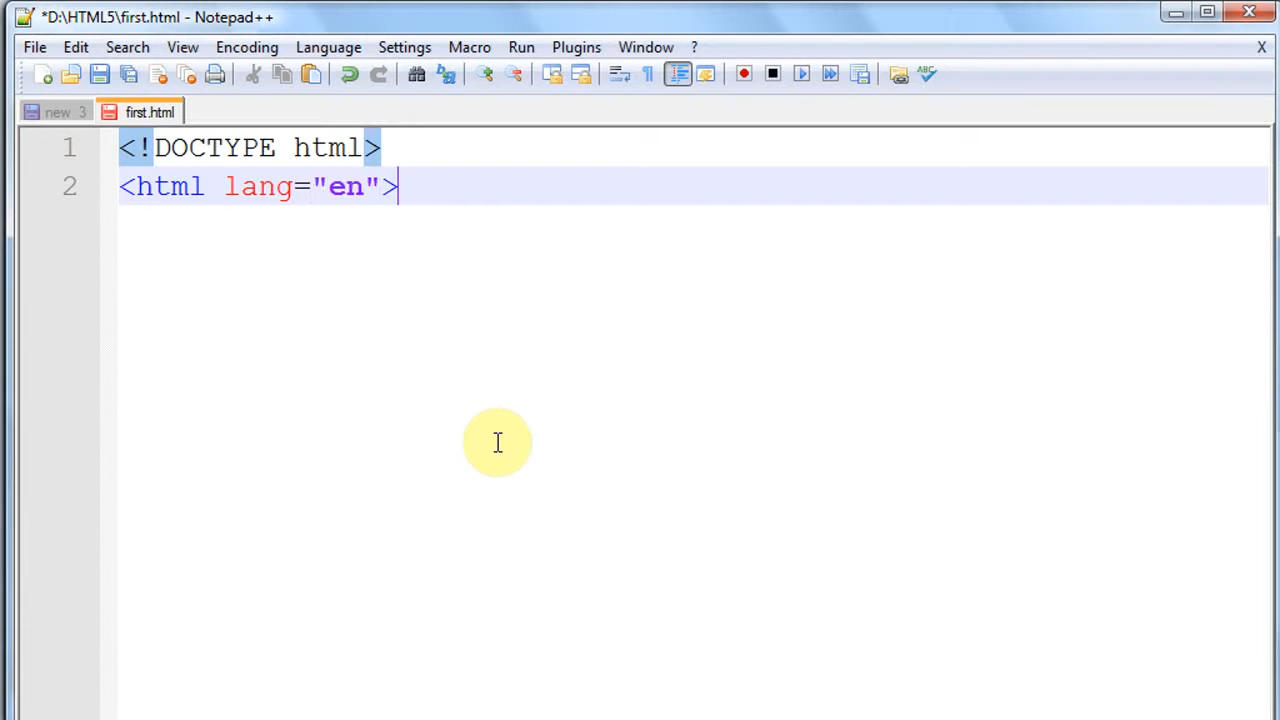 *D:\HTML5\first.html - Notepad++
File Edit Search View Encoding Language Settings Macro Run Plugins Window ? X
new 3 first.html
1 <!DOCTYPE html>
2 <html lang="en">